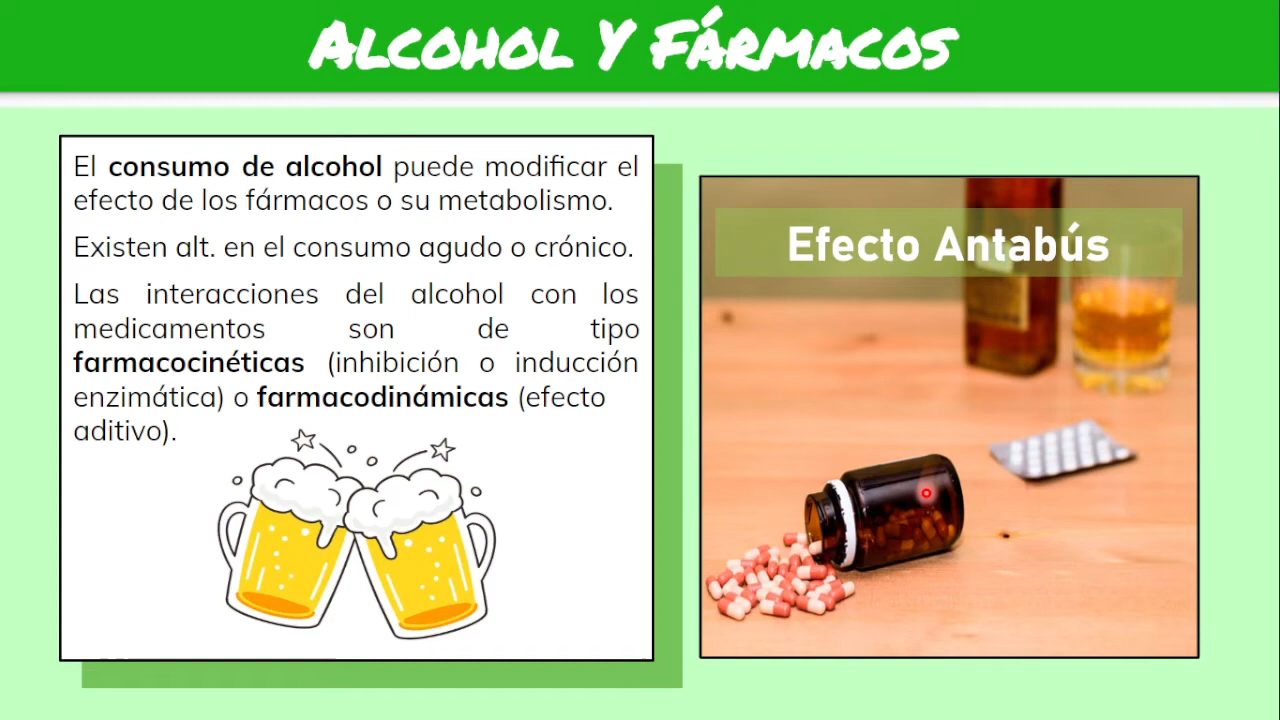 Alcohol Y Fármacos
El consumo de alcohol puede modificar el
efecto de los fármacos o su metabolismo.
Existen alt. en el consumo agudo o crónico.
Las interacciones del alcohol con los
medicamentos son de tipo
farmacocinéticas (inhibición o inducción
enzimática) o farmacodinámicas (efecto
aditivo).
Efecto Antabús